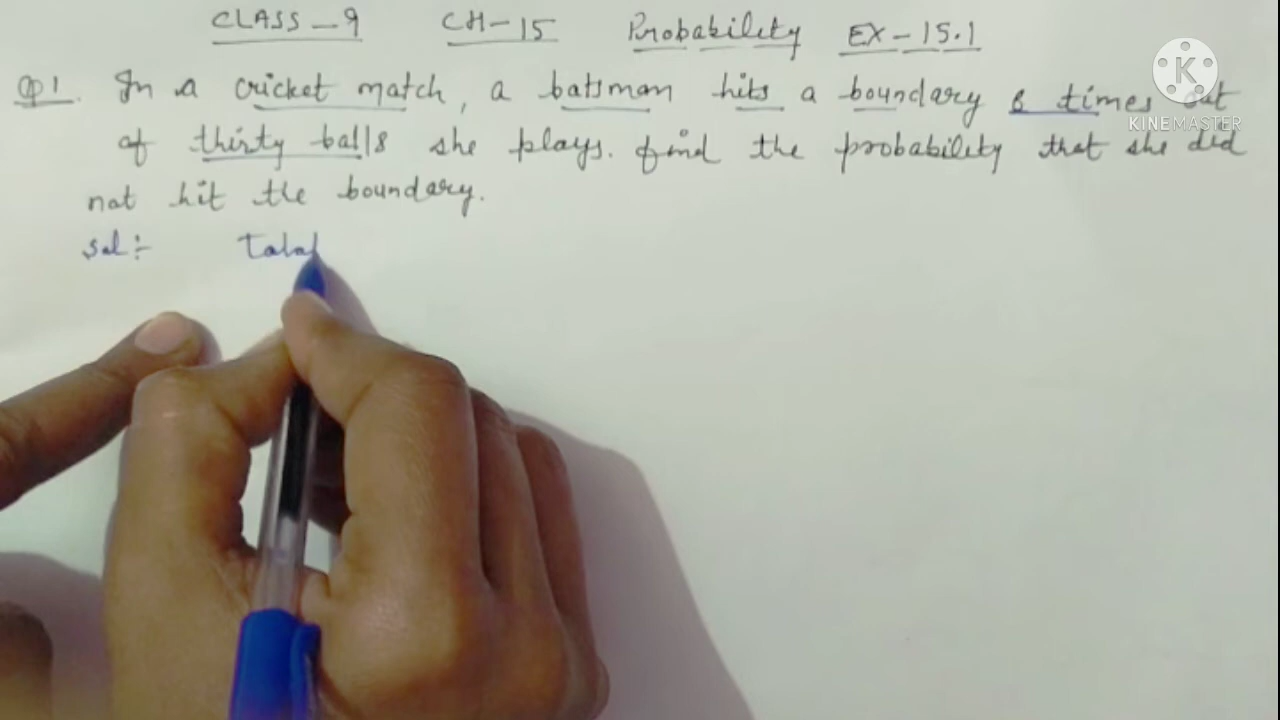 CLASS - 9 CH - 15 Probability EX - 15.1
Q1. In a cricket match, a batsman hits a boundary 6 times out
of thirty balls she plays. find the probability that she did
not hit the boundary.
Sol:- Total
K
KINEMASTER